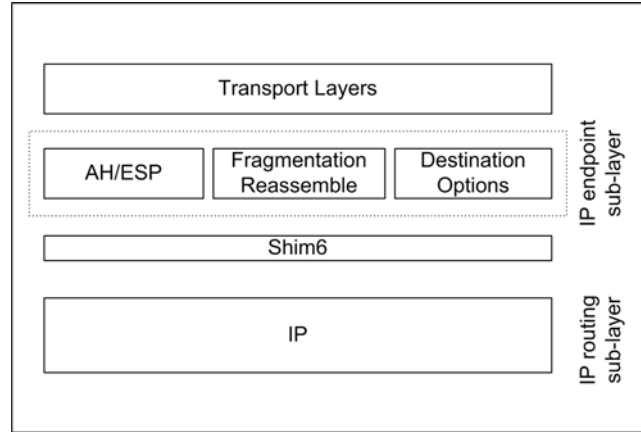 Transport Layers
AH/ESP
Fragmentation
Reassemble
Destination
Options
IP endpoint
sub-layer
Shim6
IP
IP routing
sub-layer